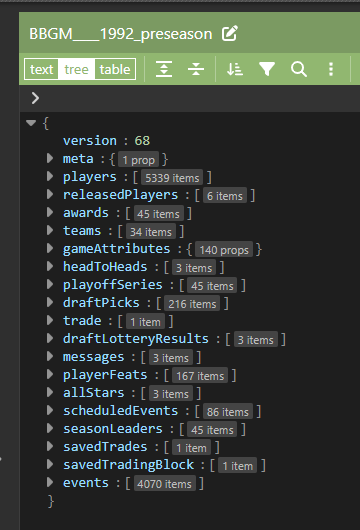 BBGM____1992_preseason
text tree table
{
version : 68
meta : { 1 prop }
players : [ 5339 items ]
releasedPlayers : [ 6 items ]
awards : [ 45 items ]
teams : [ 34 items ]
gameAttributes : { 140 props }
headToHeads : [ 3 items ]
playoffSeries : [ 45 items ]
draftPicks : [ 216 items ]
trade : [ 1 item ]
draftLotteryResults : [ 3 items ]
messages : [ 3 items ]
playerFeats : [ 167 items ]
allStars : [ 3 items ]
scheduledEvents : [ 86 items ]
seasonLeaders : [ 45 items ]
savedTrades : [ 1 item ]
savedTradingBlock : [ 1 item ]
events : [ 4070 items ]
}